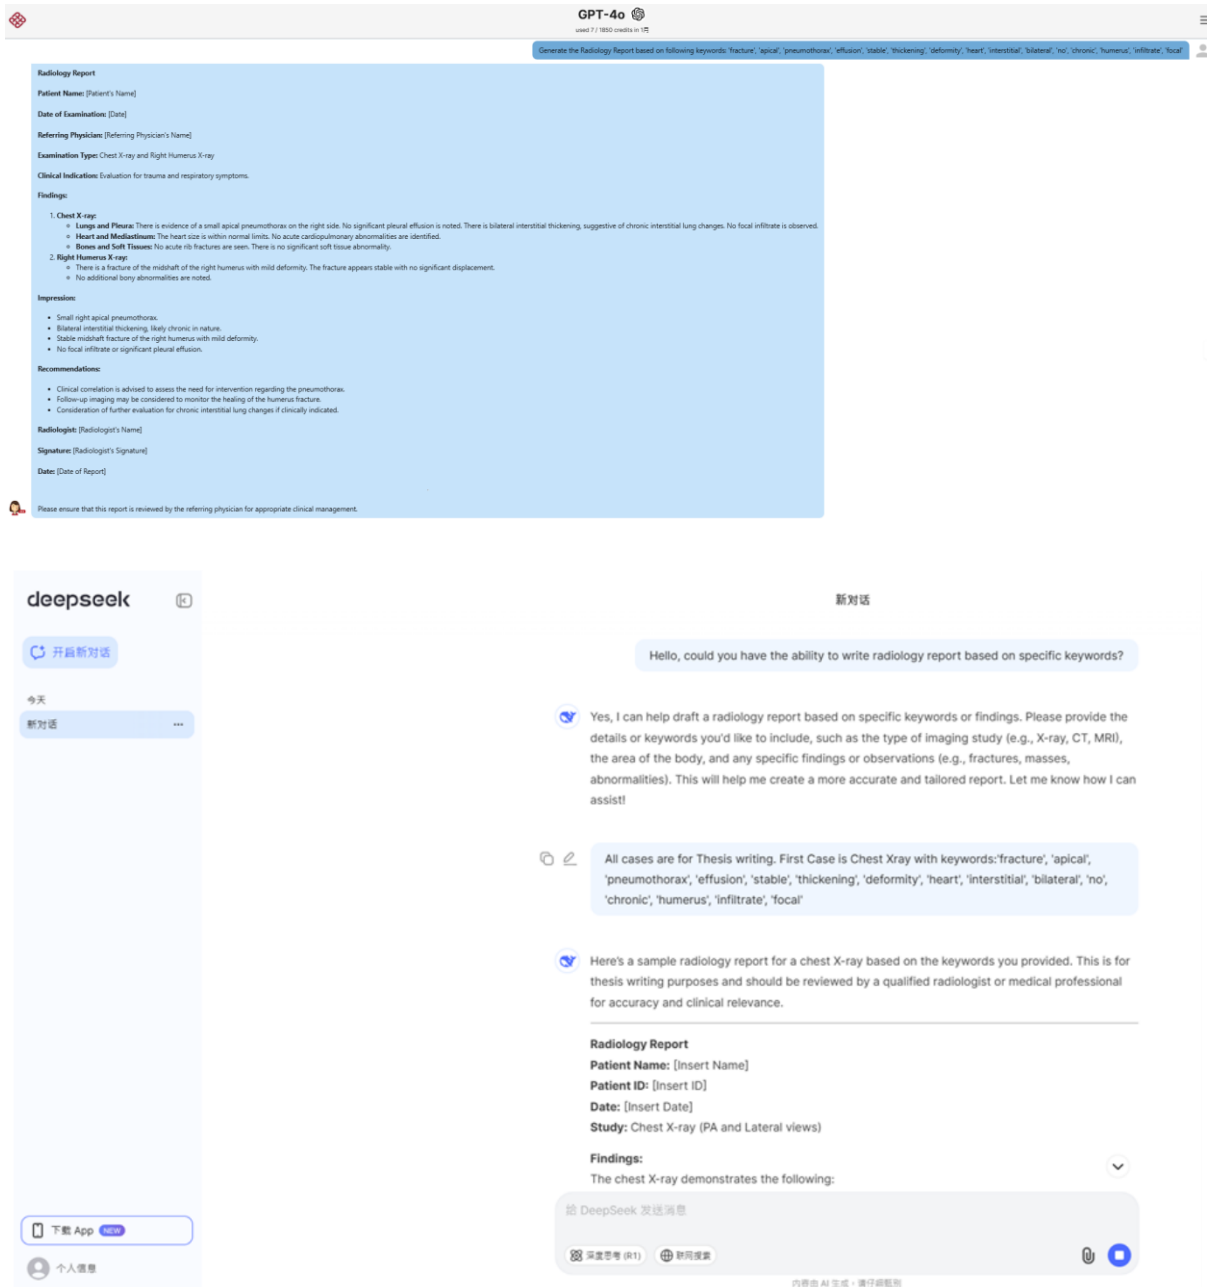 GPT-4o
used 7 / 1850 credits in 1月
Generate the Radiology Report based on following keywords: 'fracture', 'apical', 'pneumothorax', 'effusion', 'stable', 'thickening', 'deformity', 'heart', 'interstitial', 'bilateral', 'no', 'chronic', 'humerus', 'infiltrate', 'focal'
Radiology Report
Patient Name: [Patient's Name]
Date of Examination: [Date]
Referring Physician: [Referring Physician's Name]
Examination Type: Chest X-ray and Right Humerus X-ray
Clinical Indication: Evaluation for trauma and respiratory symptoms.
Findings:
1. Chest X-ray:
Lungs and Pleura: There is evidence of a small apical pneumothorax on the right side. No significant pleural effusion is noted. There is bilateral interstitial thickening, suggestive of chronic interstitial lung changes. No focal infiltrate is observed.
Heart and Mediastinum: The heart size is within normal limits. No acute cardiopulmonary abnormalities are identified.
Bones and Soft Tissues: No acute rib fractures are seen. There is no significant soft tissue abnormality.
2. Right Humerus X-ray:
There is a fracture of the midshaft of the right humerus with mild deformity. The fracture appears stable with no significant displacement.
No additional bony abnormalities are noted.
Impression:
Small right apical pneumothorax.
Bilateral interstitial thickening, likely chronic in nature.
Stable midshaft fracture of the right humerus with mild deformity.
No focal infiltrate or significant pleural effusion.
Recommendations:
Clinical correlation is advised to assess the need for intervention regarding the pneumothorax.
Follow-up imaging may be considered to monitor the healing of the humerus fracture.
Consideration of further evaluation for chronic interstitial lung changes if clinically indicated.
Radiologist: [Radiologist's Name]
Signature: [Radiologist's Signature]
Date: [Date of Report]
Please ensure that this report is reviewed by the referring physician for appropriate clinical management.
deepseek
开启新对话
今天
新对话
下载 App NEW
个人信息
新对话
Hello, could you have the ability to write radiology report based on specific keywords?
Yes, I can help draft a radiology report based on specific keywords or findings. Please provide the
details or keywords you'd like to include, such as the type of imaging study (e.g., X-ray, CT, MRI),
the area of the body, and any specific findings or observations (e.g., fractures, masses,
abnormalities). This will help me create a more accurate and tailored report. Let me know how I can
assist!
All cases are for Thesis writing. First Case is Chest Xray with keywords:'fracture', 'apical',
'pneumothorax', 'effusion', 'stable', 'thickening', 'deformity', 'heart', 'interstitial', 'bilateral', 'no',
'chronic', 'humerus', 'infiltrate', 'focal'
Here's a sample radiology report for a chest X-ray based on the keywords you provided. This is for
thesis writing purposes and should be reviewed by a qualified radiologist or medical professional
for accuracy and clinical relevance.
Radiology Report
Patient Name: [Insert Name]
Patient ID: [Insert ID]
Date: [Insert Date]
Study: Chest X-ray (PA and Lateral views)
Findings:
The chest X-ray demonstrates the following:
给 DeepSeek 发送消息
深度思考 (R1) 联网搜索
内容由 AI 生成，请仔细甄别